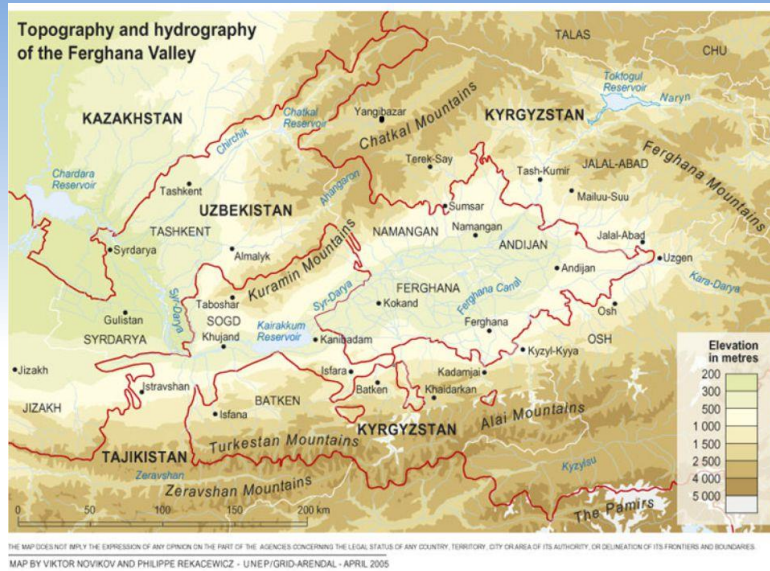 Topography and hydrography
of the Ferghana Valley
TALAS
CHU
Toktogul
Reservoir
Naryn
KAZAKHSTAN
Chatkal
Reservoir
Yangibazar
Chatkal Mountains
KYRGYZSTAN
Chirchik
Ferghana Mountains
Chardara
Reservoir
Terek-Say
Tash-Kumir
JALAL-ABAD
Mailuu-Suu
Tashkent
Ahangaron
UZBEKISTAN
Sumsar
TASHKENT
NAMANGAN
Namangan
ANDIJAN
Jalal-Abad
Syrdarya
Almalyk
Kuramin Mountains
Uzgen
Andijan
Kara-Darya
Syr-Darya
Taboshar
Syr-Darya
FERGHANA
Kokand
Ferghana Canal
Osh
Gulistan
SOGD
Kairakkum
Reservoir
Ferghana
SYRDARYA
Khujand
Kanibadam
OSH
Kyzyl-Kyya
Elevation
in metres
Jizakh
Isfara
Kadamjai
Istravshan
Batken
Khaidarkan
JIZAKH
BATKEN
Isfana
Alai Mountains
KYRGYZSTAN
Turkestan Mountains
TAJIKISTAN
Zeravshan
Zeravshan Mountains
Kyzylsu
The Pamirs
200
300
500
1 000
1 500
2 500
4 000
5 000
0
50
100
150
200 km
THE MAP DOES NOT IMPLY THE EXPRESSION OF ANY OPINION ON THE PART OF THE AGENCIES CONCERNING THE LEGAL STATUS OF ANY COUNTRY, TERRITORY, CITY OR AREA OF ITS AUTHORITY, OR DELINEATION OF ITS FRONTIERS AND BOUNDARIES.
MAP BY VIKTOR NOVIKOV AND PHILIPPE REKACEWICZ - UNEP/GRID-ARENDAL - APRIL 2005